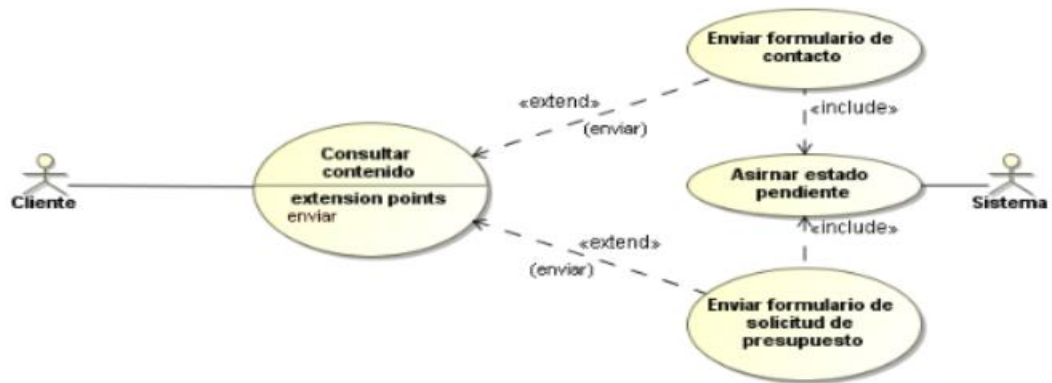 Enviar formulario de
contacto
«extend»
(enviar)
«include»
Consultar
contenido
extension points
enviar
Cliente
Asirnar estado
pendiente
Sistema
«include»
«extend»
(enviar)
Enviar formulario de
solicitud de
presupuesto